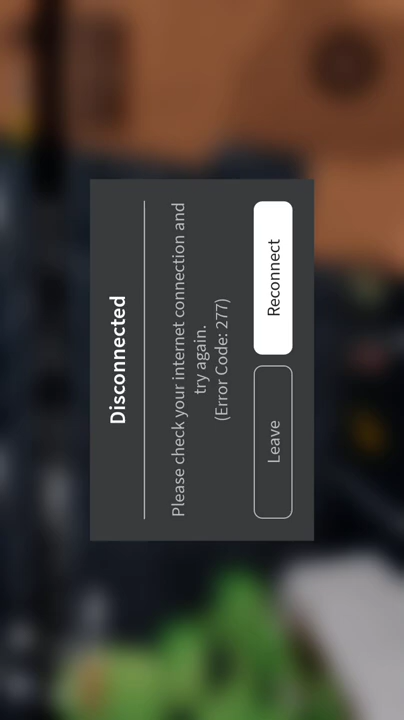 Disconnected
Please check your internet connection and
try again.
(Error Code: 277)
Leave
Reconnect